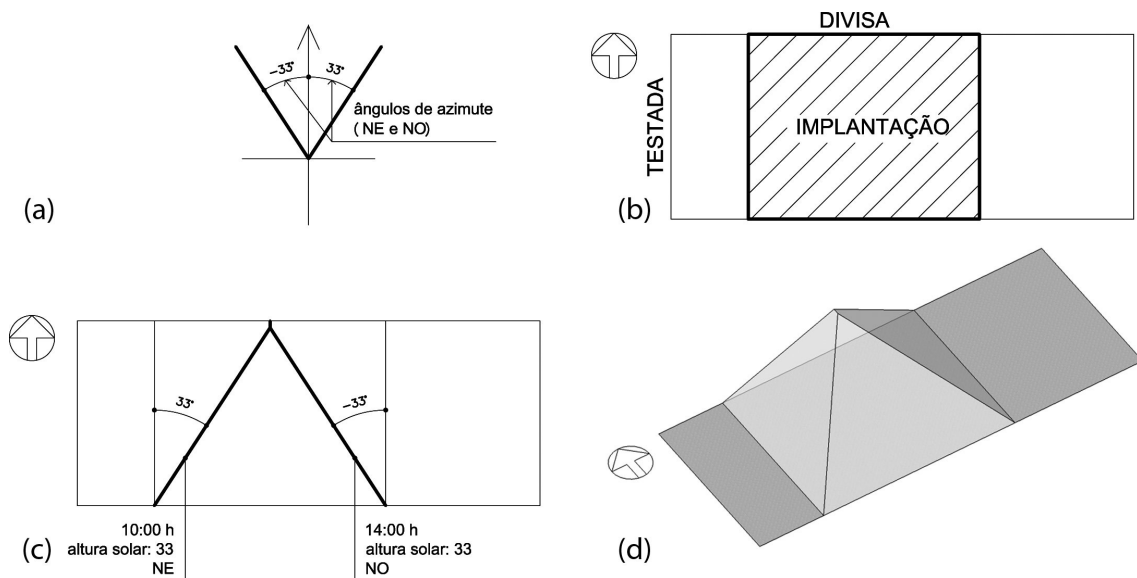 -33°
33°
ângulos de azimute
( NE e NO)
(a)
DIVISA
TESTADA
IMPLANTAÇÃO
(b)
33°
-33°
10:00 h
altura solar: 33
NE
14:00 h
altura solar: 33
NO
(c)
(d)